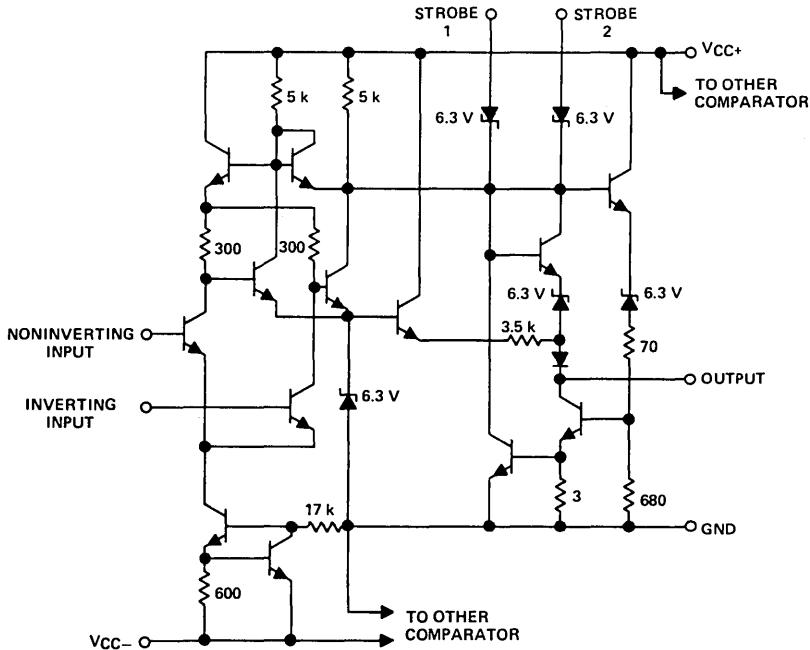 STROBE
1
STROBE
2
VCC+
TO OTHER
COMPARATOR
5 k
5 k
6.3 V
6.3 V
300
300
6.3 V
6.3 V
NONINVERTING
INPUT
3.5 k
70
OUTPUT
INVERTING
INPUT
6.3 V
17 k
3
680
GND
600
TO OTHER
COMPARATOR
VCC–